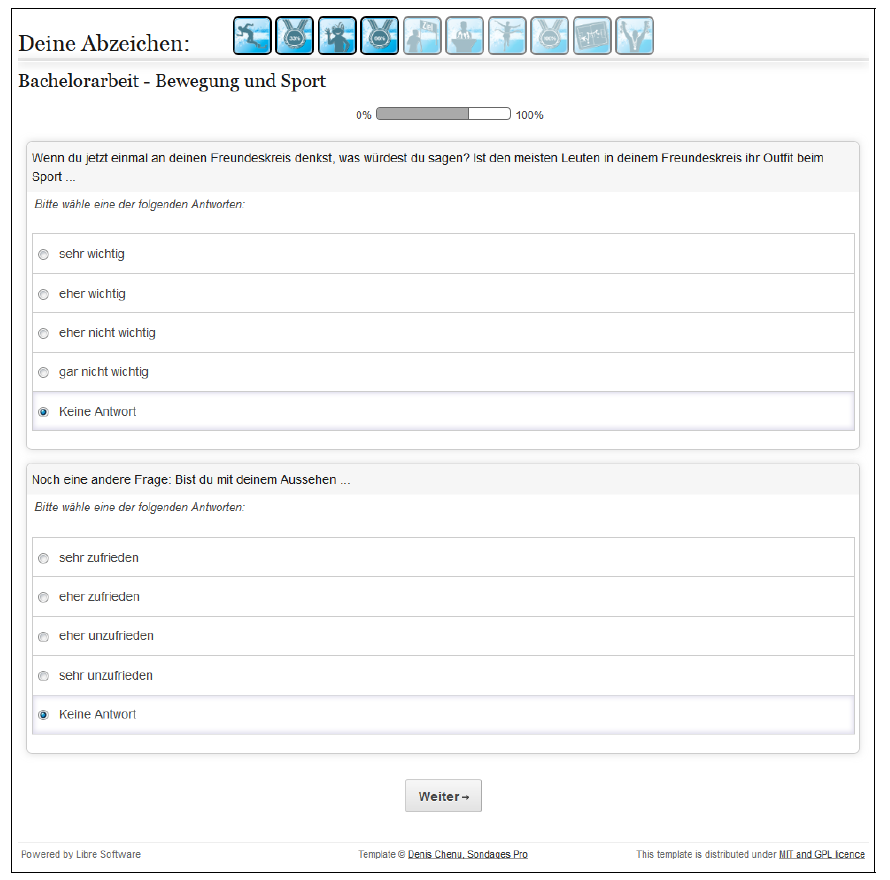 Deine Abzeichen:
Bachelorarbeit - Bewegung und Sport
0% 100%
Wenn du jetzt einmal an deinen Freundeskreis denkst, was würdest du sagen? Ist den meisten Leuten in deinem Freundeskreis ihr Outfit beim
Sport ...
Bitte wähle eine der folgenden Antworten:
sehr wichtig
eher wichtig
eher nicht wichtig
gar nicht wichtig
Keine Antwort
Noch eine andere Frage: Bist du mit deinem Aussehen ...
Bitte wähle eine der folgenden Antworten:
sehr zufrieden
eher zufrieden
eher unzufrieden
sehr unzufrieden
Keine Antwort
Weiter→
Powered by Libre Software Template © Denis Chenu, Sondages Pro This template is distributed under MIT and GPL licence